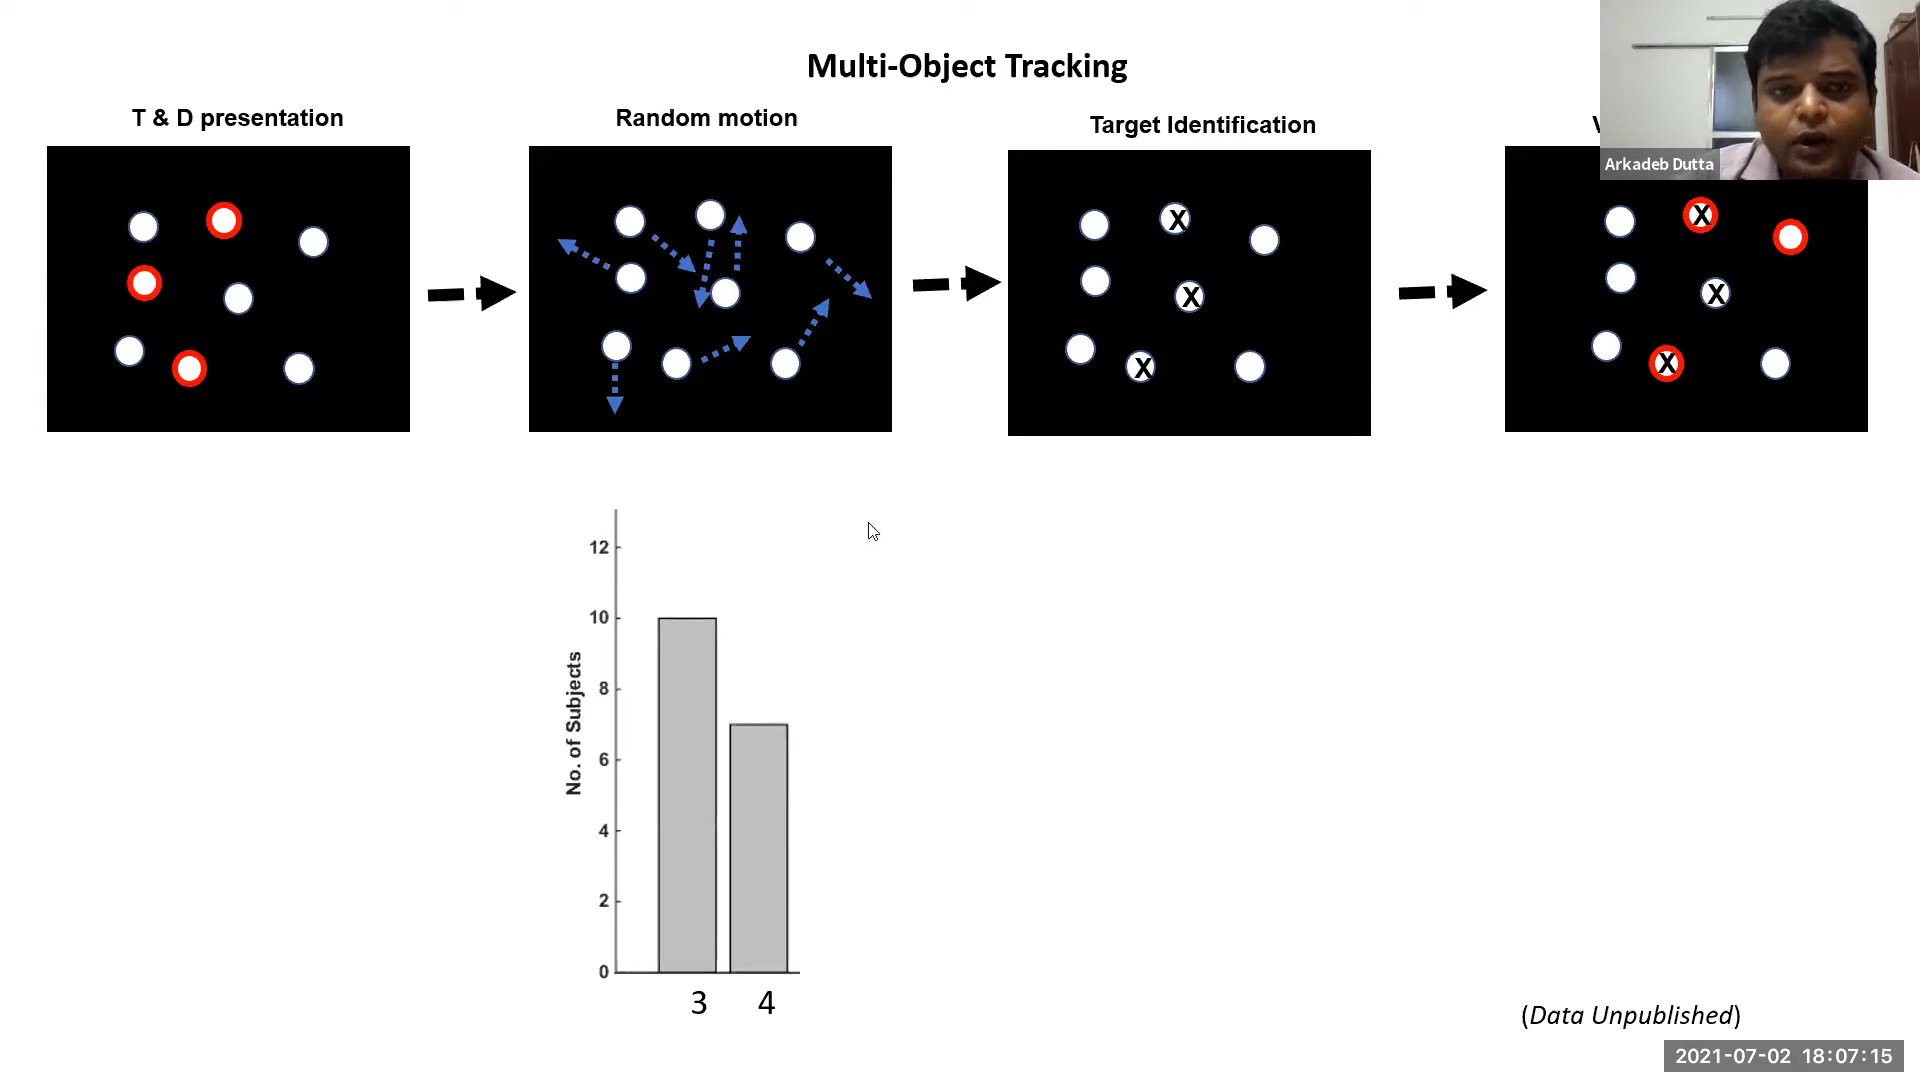 Multi-Object Tracking
T & D presentation
Random motion
Target Identification
Arkadeb Dutta
X
X
X
X
X
X
12
10
8
6
4
2
0
No. of Subjects
3 4
(Data Unpublished)
2021-07-02 18:07:15